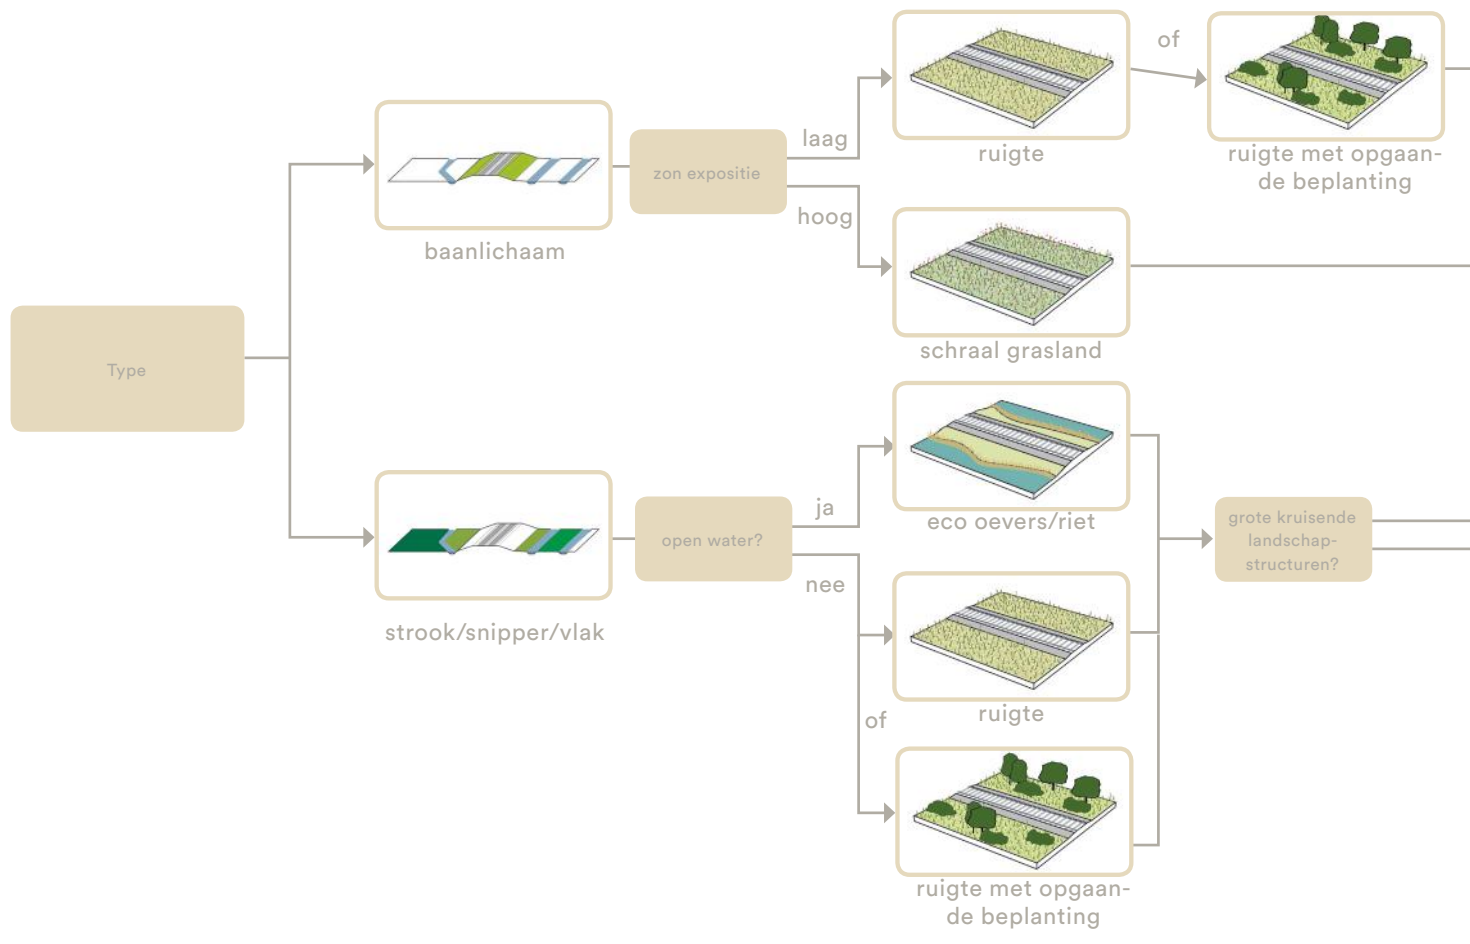 of
laag
ruigte
ruigte met opgaan-
de beplanting
zon expositie
hoog
baanlichaam
schraal grasland
Type
ja
eco oevers/riet
grote kruisende
landschap-
structuren?
open water?
nee
strook/snipper/vlak
ruigte
of
ruigte met opgaan-
de beplanting